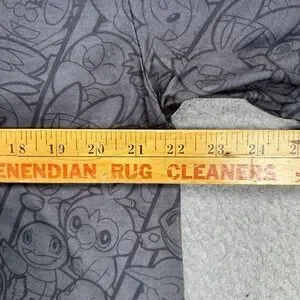 18 19 20 21 22 23 24
ENENDIAN RUG CLEANERS